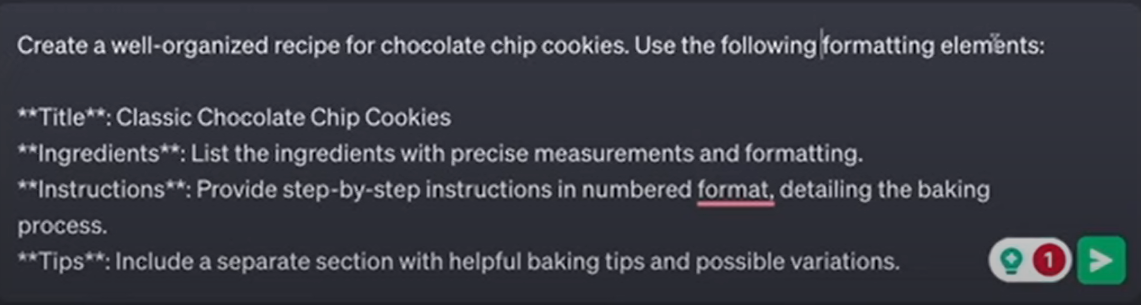 Create a well-organized recipe for chocolate chip cookies. Use the following formatting elements:
**Title**: Classic Chocolate Chip Cookies
**Ingredients**: List the ingredients with precise measurements and formatting.
**Instructions**: Provide step-by-step instructions in numbered format, detailing the baking
process.
**Tips**: Include a separate section with helpful baking tips and possible variations.
1